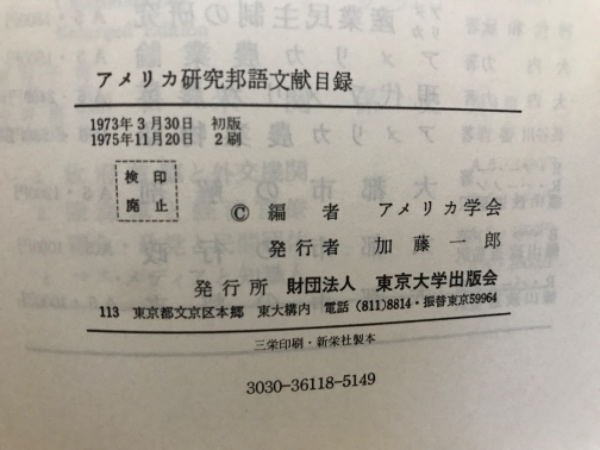 アメリカ研究邦語文献目録
1973年3月30日 初版
1975年11月20日 2刷
検印
廃止
© 編者 アメリカ学会
発行者 加藤一郎
発行所 財団法人 東京大学出版会
113 東京都文京区本郷 東大構内 電話(811)8814・振替東京59964
三栄印刷・新栄社製本
3030-36118-5149